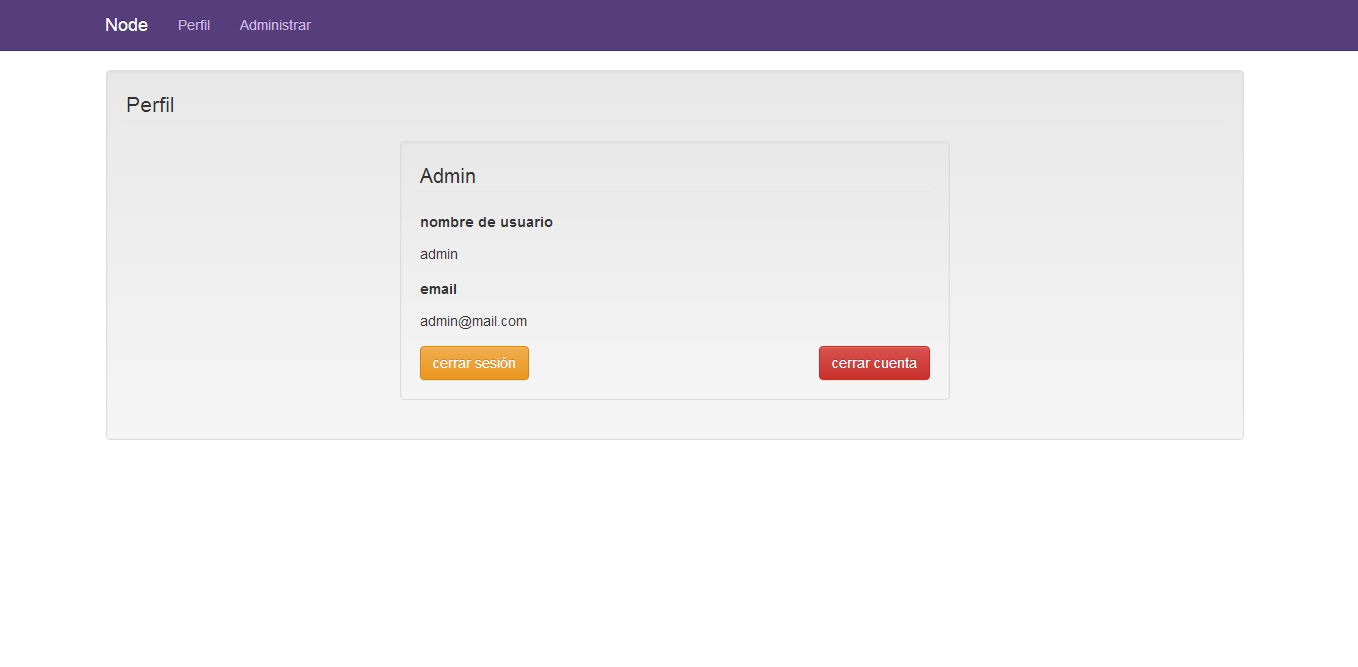 Node Perfil Administrar
Perfil
Admin
nombre de usuario
admin
email
admin@mail.com
cerrar sesión cerrar cuenta